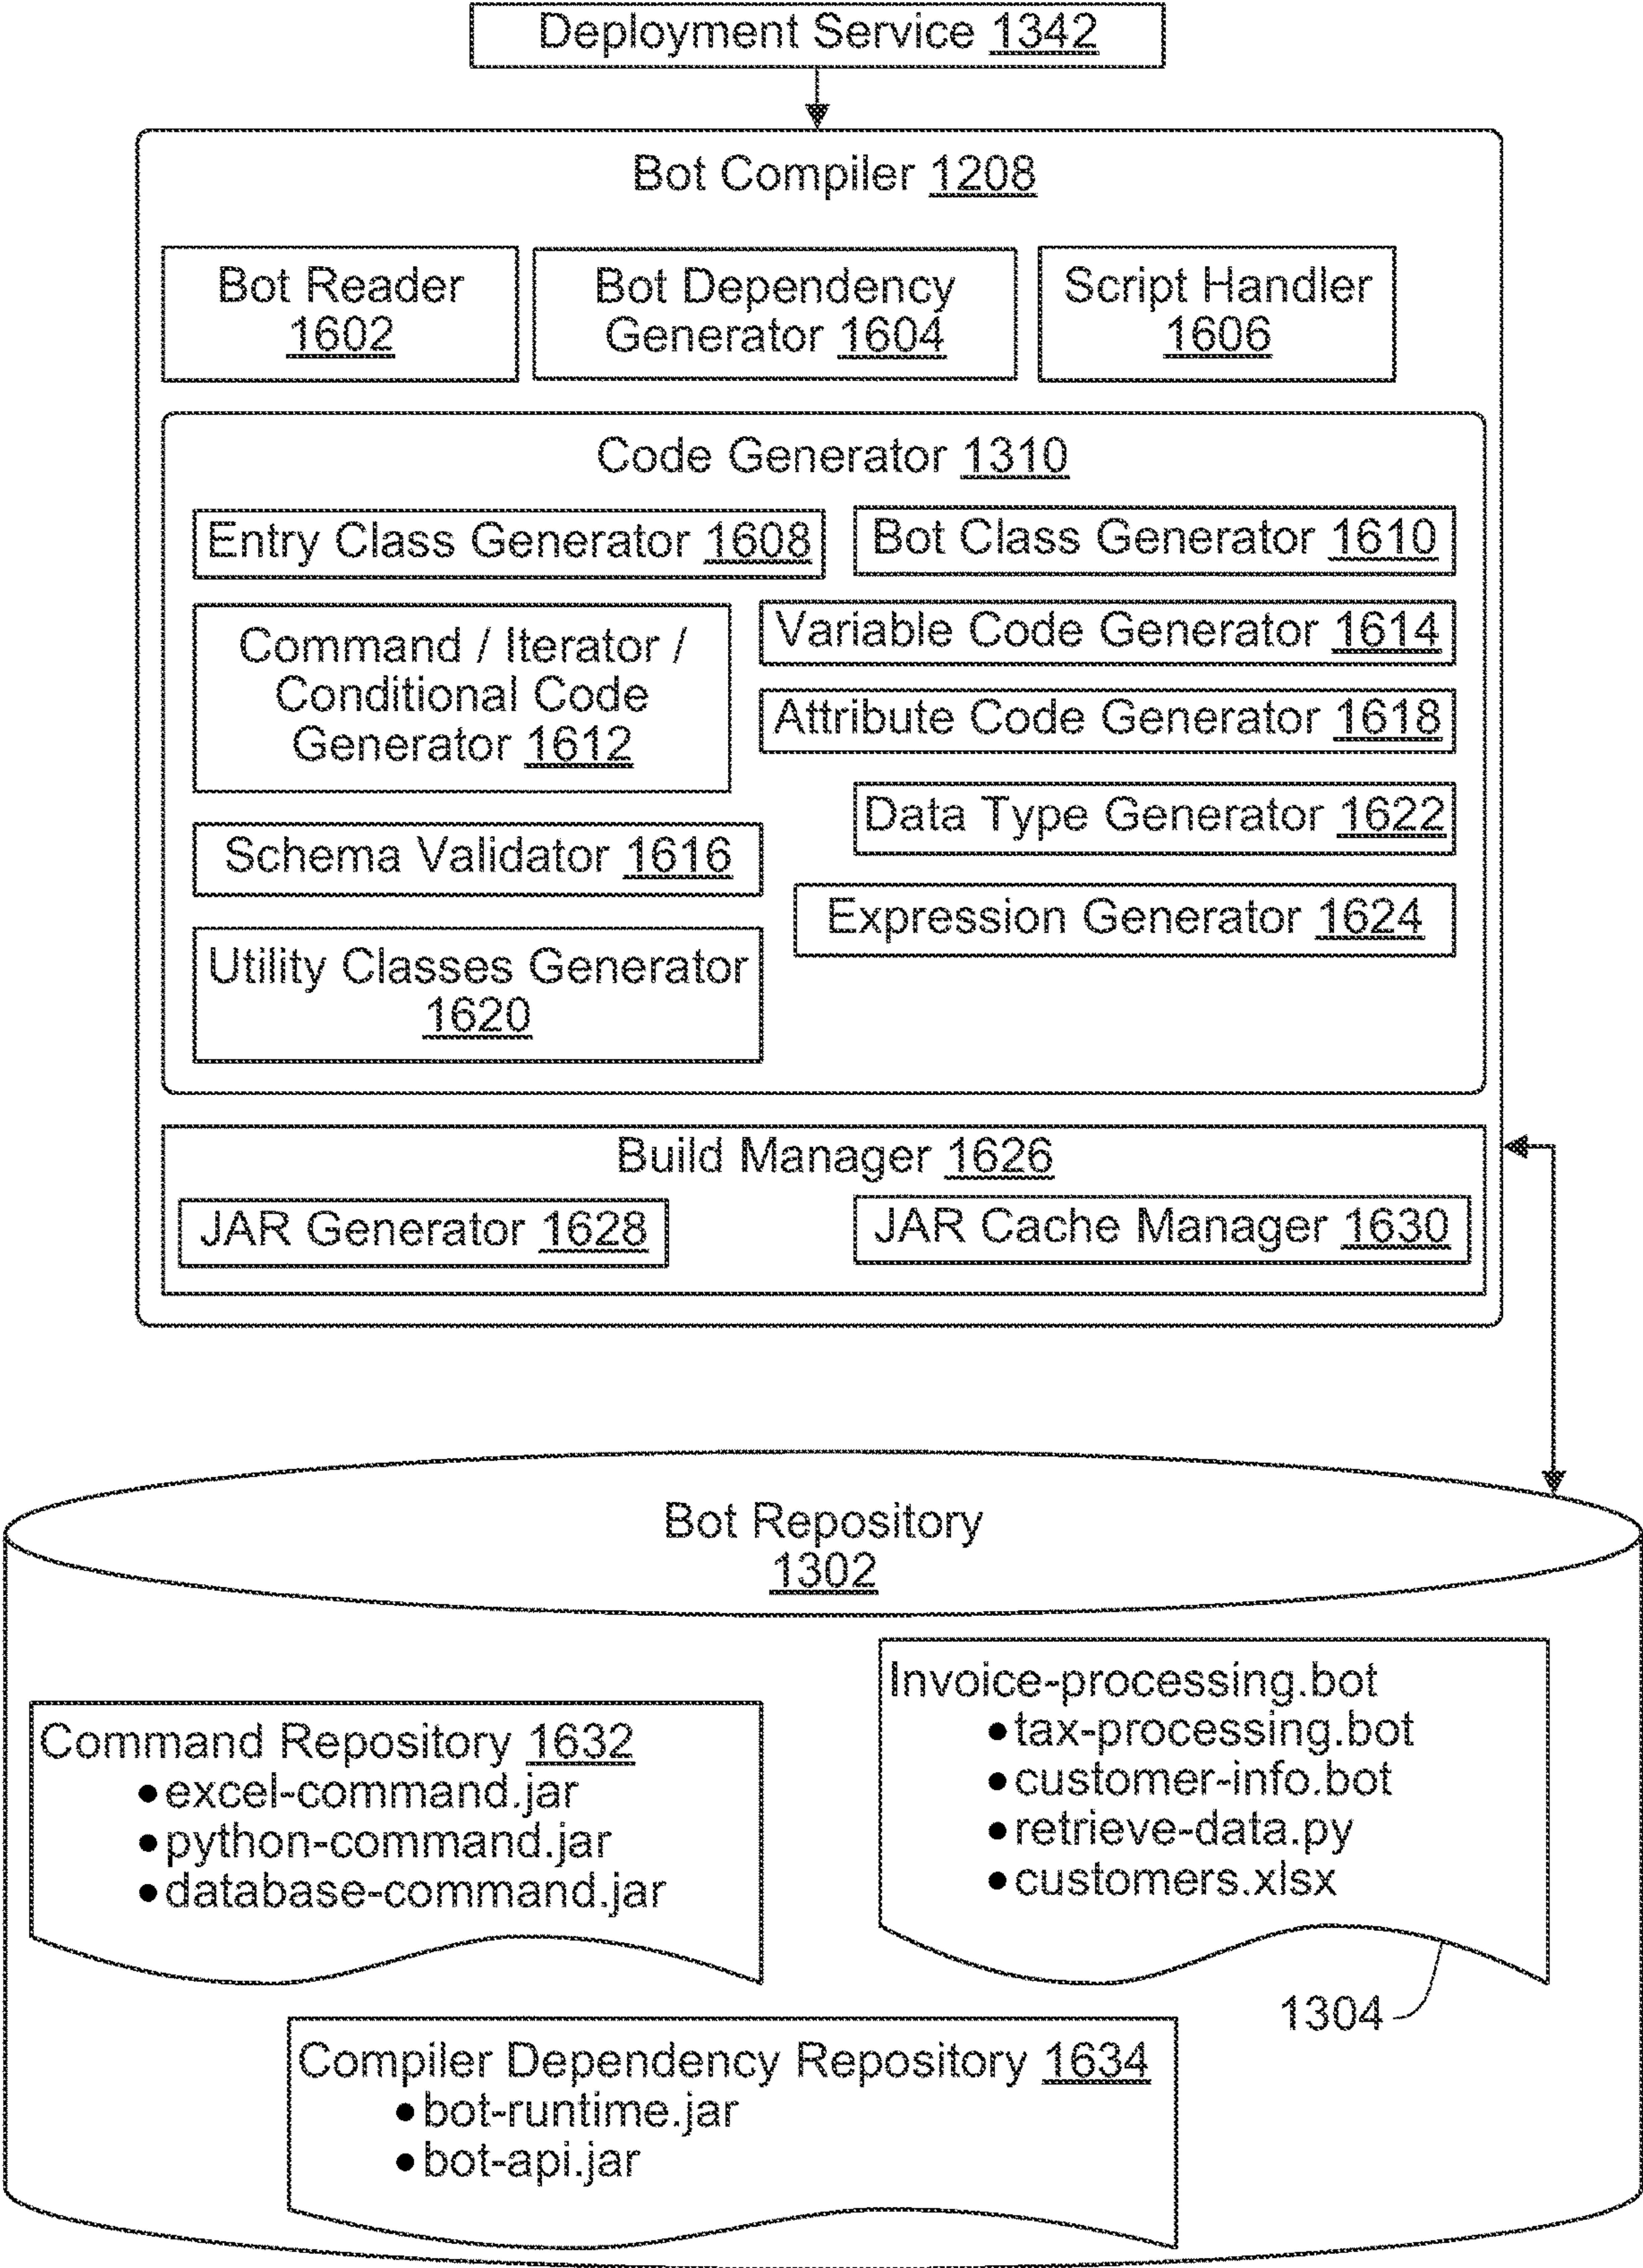 Deployment Service 1342
Bot Compiler 1208
Bot Reader
1602
Bot Dependency
Generator 1604
Script Handler
1606
Code Generator 1310
Entry Class Generator 1608
Bot Class Generator 1610
Command / Iterator /
Conditional Code
Generator 1612
Variable Code Generator 1614
Attribute Code Generator 1618
Data Type Generator 1622
Schema Validator 1616
Expression Generator 1624
Utility Classes Generator
1620
Build Manager 1626
JAR Generator 1628
JAR Cache Manager 1630
Bot Repository
1302
Command Repository 1632
• excel-command.jar
• python-command.jar
• database-command.jar
Invoice-processing.bot
• tax-processing.bot
• customer-info.bot
• retrieve-data.py
• customers.xlsx
1304
Compiler Dependency Repository 1634
• bot-runtime.jar
• bot-api.jar